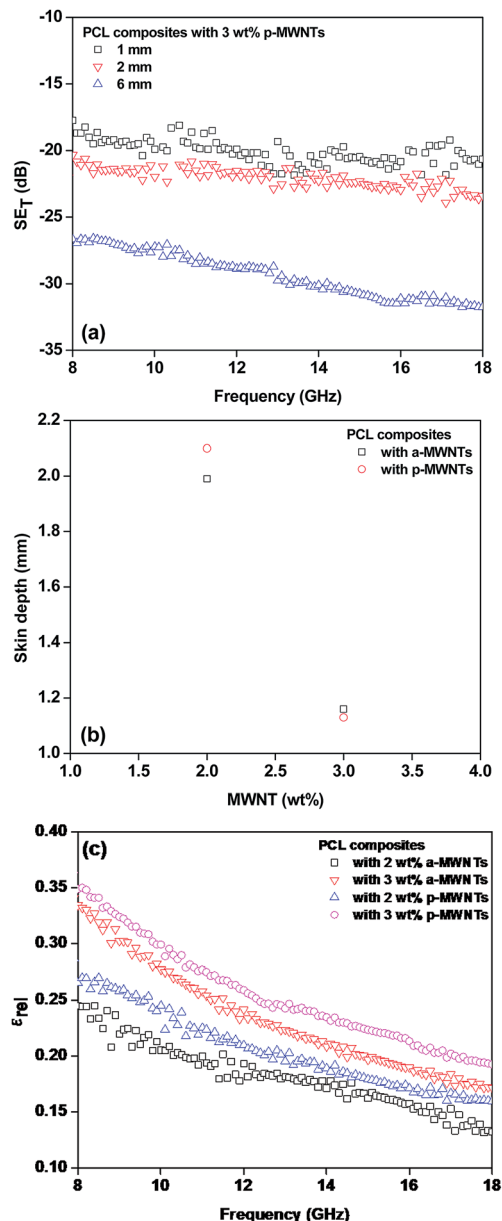 PCL composites with 3 wt% p-MWNTs
1 mm
2 mm
6 mm
-10
-15
-20
-25
-30
-35
SE_T (dB)
(a)
8 10 12 14 16 18
Frequency (GHz)
PCL composites
with a-MWNTs
with p-MWNTs
2.2
2.0
1.8
1.6
1.4
1.2
1.0
Skin depth (mm)
(b)
1.0 1.5 2.0 2.5 3.0 3.5 4.0
MWNT (wt%)
(c)
PCL composites
with 2 wt% a-MWNTs
with 3 wt% a-MWNTs
with 2 wt% p-MWNTs
with 3 wt% p-MWNTs
0.40
0.35
0.30
0.25
0.20
0.15
0.10
ε_rel
8 10 12 14 16 18
Frequency (GHz)